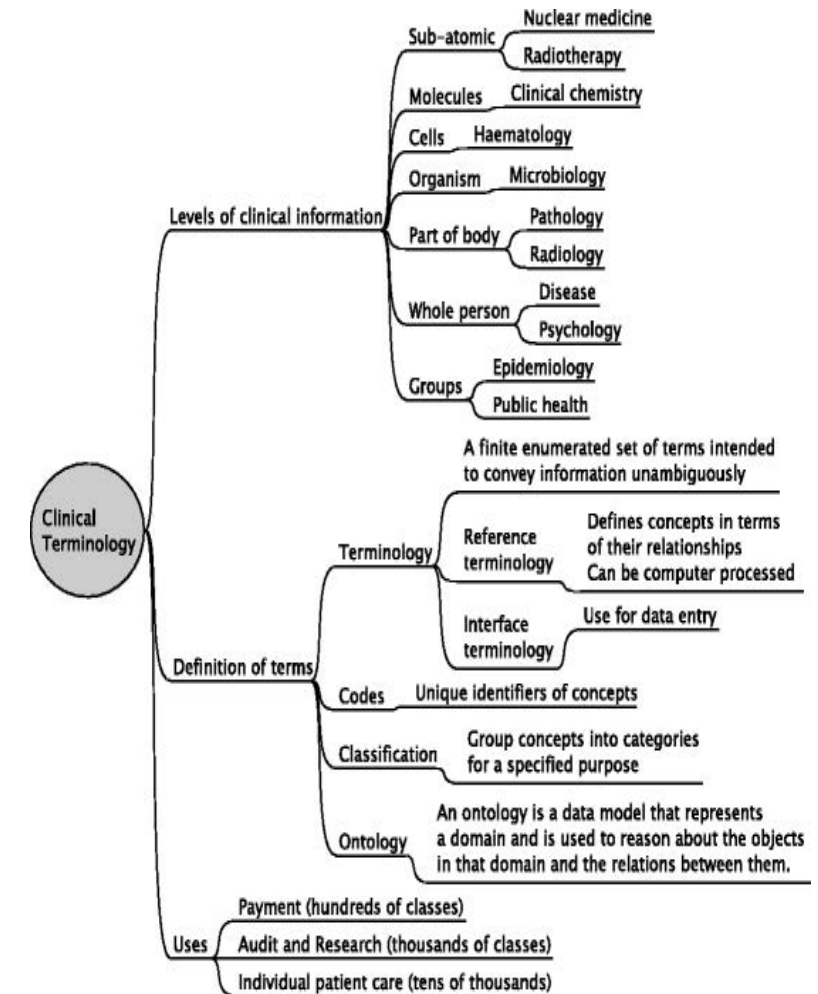 Clinical
Terminology
Levels of clinical information
Sub-atomic
Nuclear medicine
Radiotherapy
Molecules
Clinical chemistry
Cells
Haematology
Organism
Microbiology
Part of body
Pathology
Radiology
Whole person
Disease
Psychology
Groups
Epidemiology
Public health
Definition of terms
Terminology
A finite enumerated set of terms intended
to convey information unambiguously
Reference
terminology
Defines concepts in terms
of their relationships
Can be computer processed
Interface
terminology
Use for data entry
Codes
Unique identifiers of concepts
Classification
Group concepts into categories
for a specified purpose
Ontology
An ontology is a data model that represents
a domain and is used to reason about the objects
in that domain and the relations between them.
Uses
Payment (hundreds of classes)
Audit and Research (thousands of classes)
Individual patient care (tens of thousands)